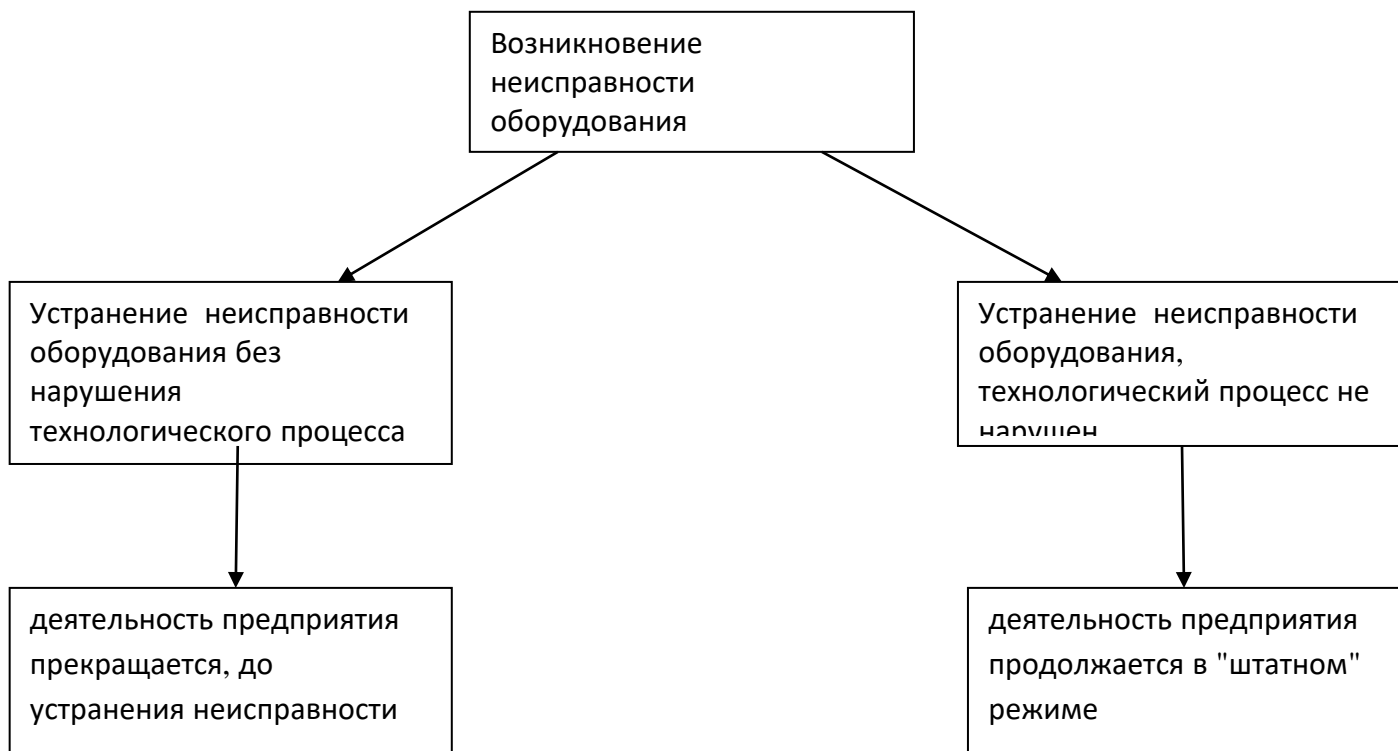 Возникновение
неисправности
оборудования
Устранение неисправности
оборудования без
нарушения
технологического процесса
Устранение неисправности
оборудования,
технологический процесс не
нарушен
деятельность предприятия
прекращается, до
устранения неисправности
деятельность предприятия
продолжается в "штатном"
режиме